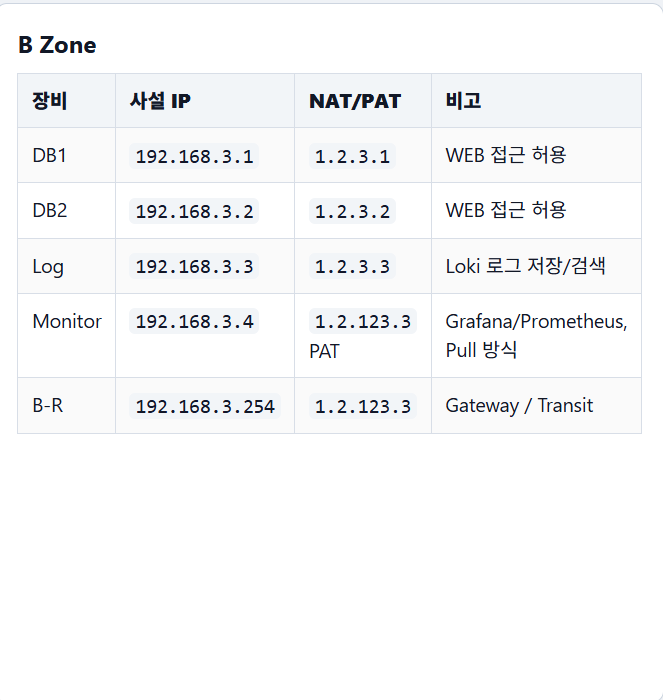 B Zone
장비 사설 IP NAT/PAT 비고
DB1 192.168.3.1 1.2.3.1 WEB 접근 허용
DB2 192.168.3.2 1.2.3.2 WEB 접근 허용
Log 192.168.3.3 1.2.3.3 Loki 로그 저장/검색
Monitor 192.168.3.4 1.2.123.3 Grafana/Prometheus,
PAT Pull 방식
B-R 192.168.3.254 1.2.123.3 Gateway / Transit